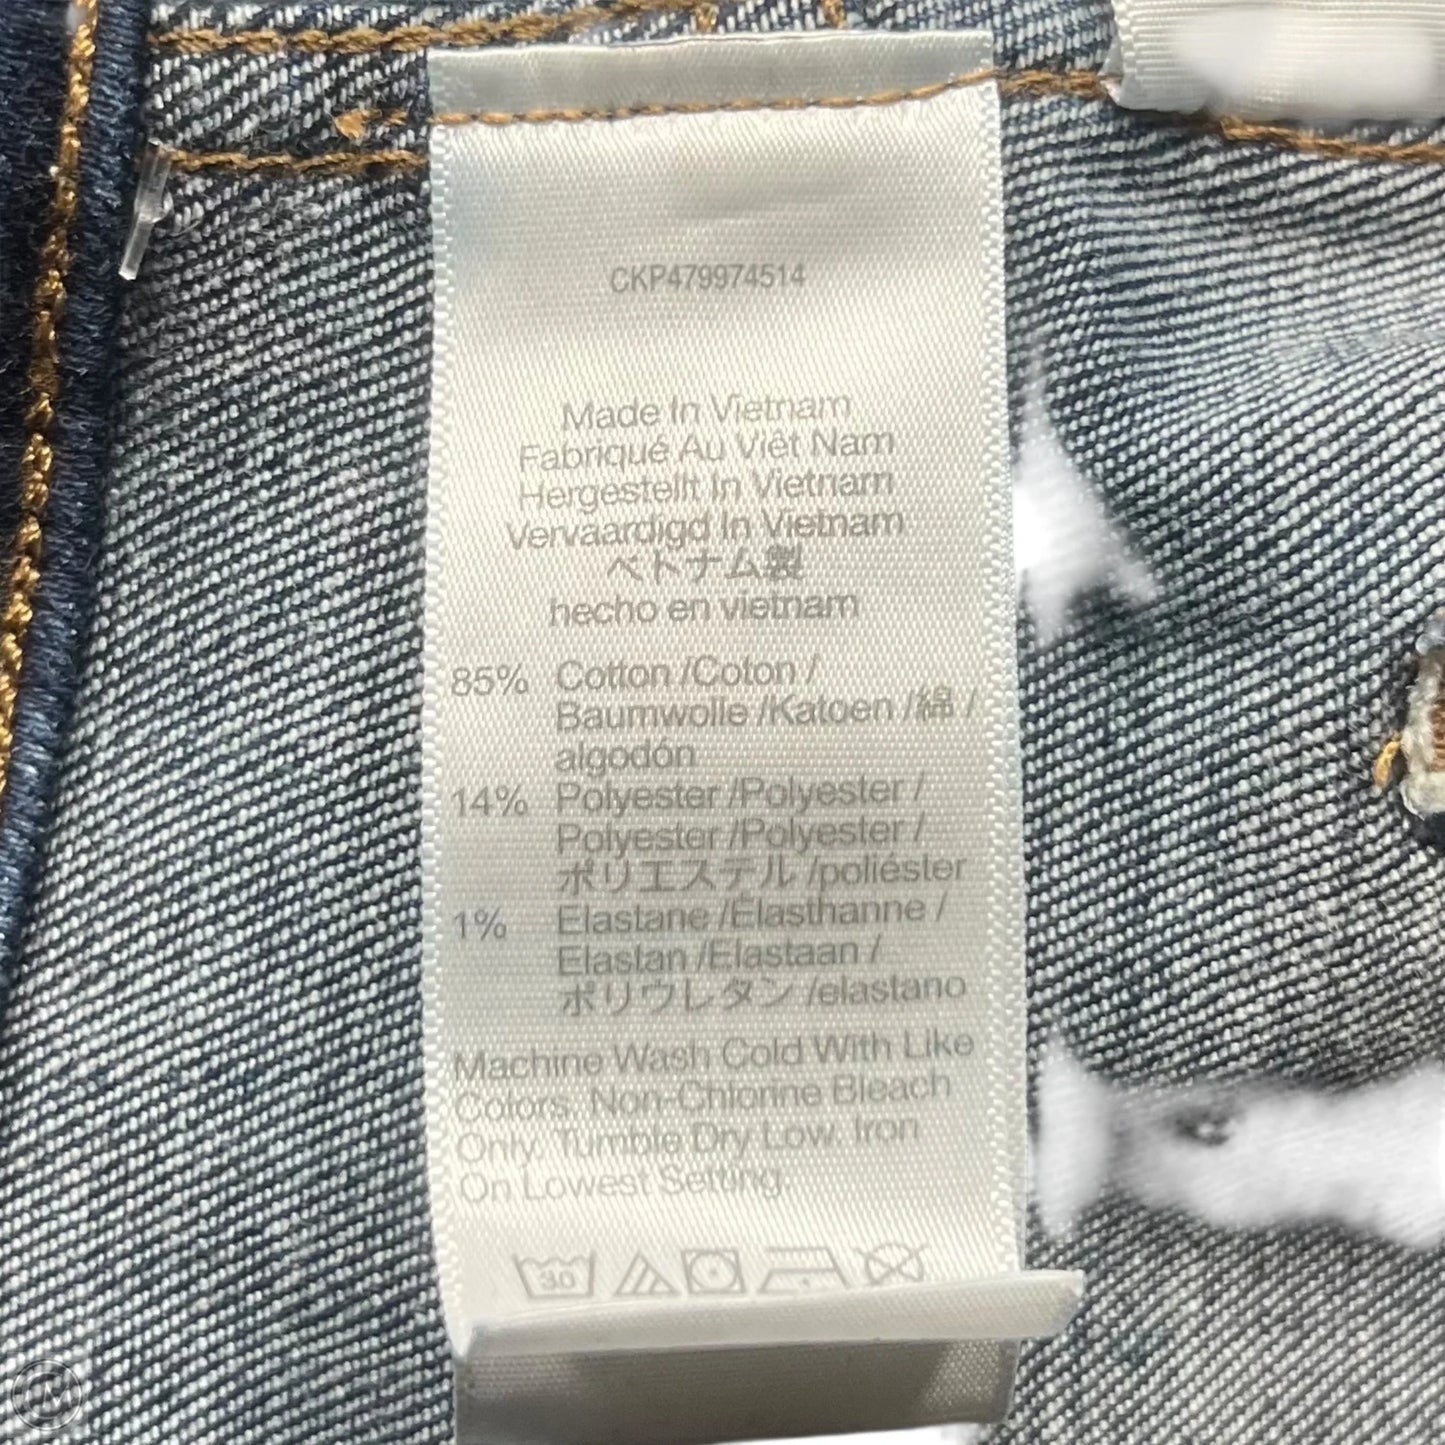 CKP479974514
Made In Vietnam
Fabriqué Au Viêt Nam
Hergestellt In Vietnam
Vervaardigd In Vietnam
ベトナム製
hecho en vietnam
85% Cotton /Coton /
Baumwolle /Katoen /綿 /
algodón
14% Polyester /Polyester /
Polyester /Polyester /
ポリエステル /poliéster
1% Elastane /Élasthanne /
Elastan /Elastaan /
ポリウレタン /elastano
Machine Wash Cold With Like
Colors. Non-Chlorine Bleach
Only. Tumble Dry Low. Iron
On Lowest Setting.
30